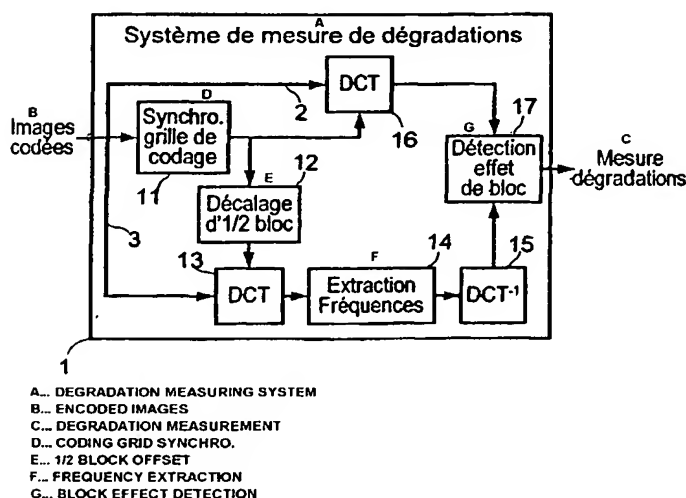 A
Système de mesure de dégradations
B
Images
codées
D
Synchro.
grille de
codage
11
2
DCT
16
17
G
Détection
effet
de bloc
C
Mesure
dégradations
E
12
Décalage
d'1/2 bloc
3
13
DCT
F
14
Extraction
Fréquences
15
DCT-1
1
A... DEGRADATION MEASURING SYSTEM
B... ENCODED IMAGES
C... DEGRADATION MEASUREMENT
D... CODING GRID SYNCHRO.
E... 1/2 BLOCK OFFSET
F... FREQUENCY EXTRACTION
G... BLOCK EFFECT DETECTION